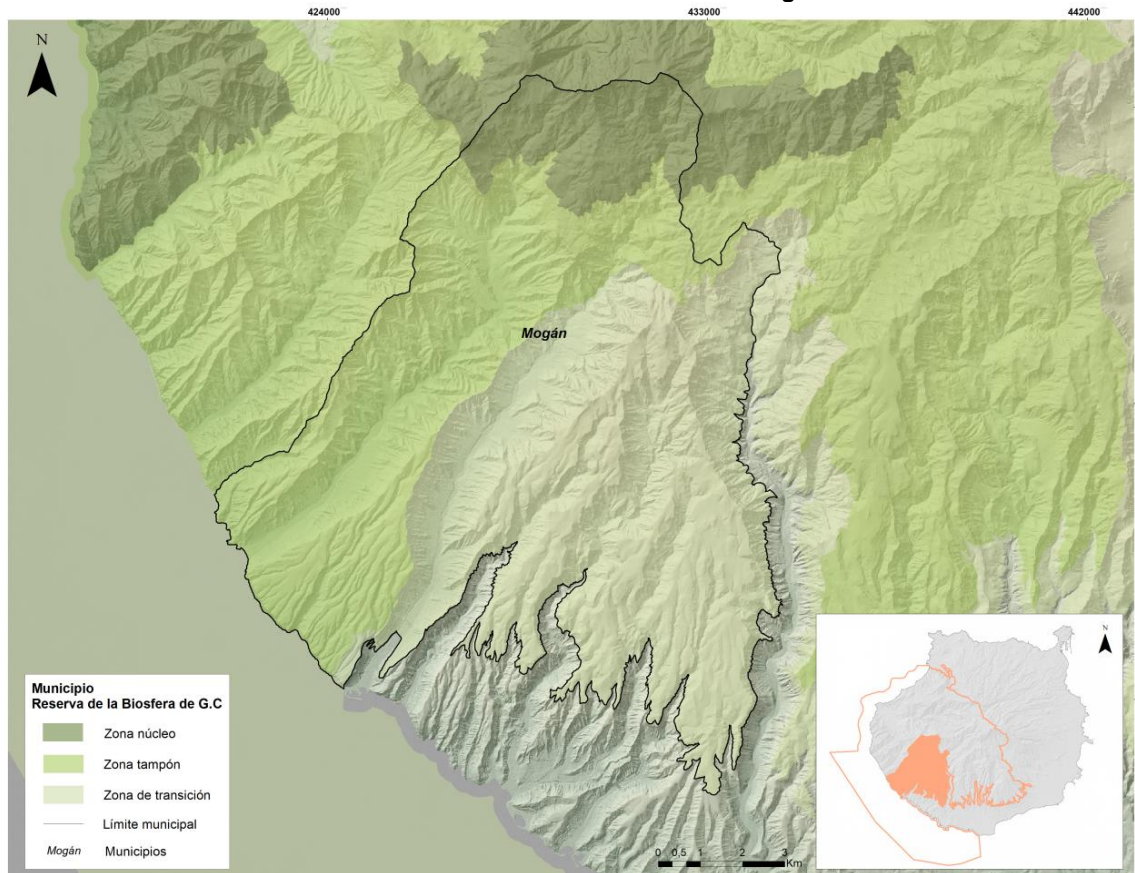 424000 433000 442000
N
Mogán
Municipio
Reserva de la Biosfera de G.C
Zona núcleo
Zona tampón
Zona de transición
Límite municipal
Mogán Municipios
0 0,5 1 2 3
Km
N